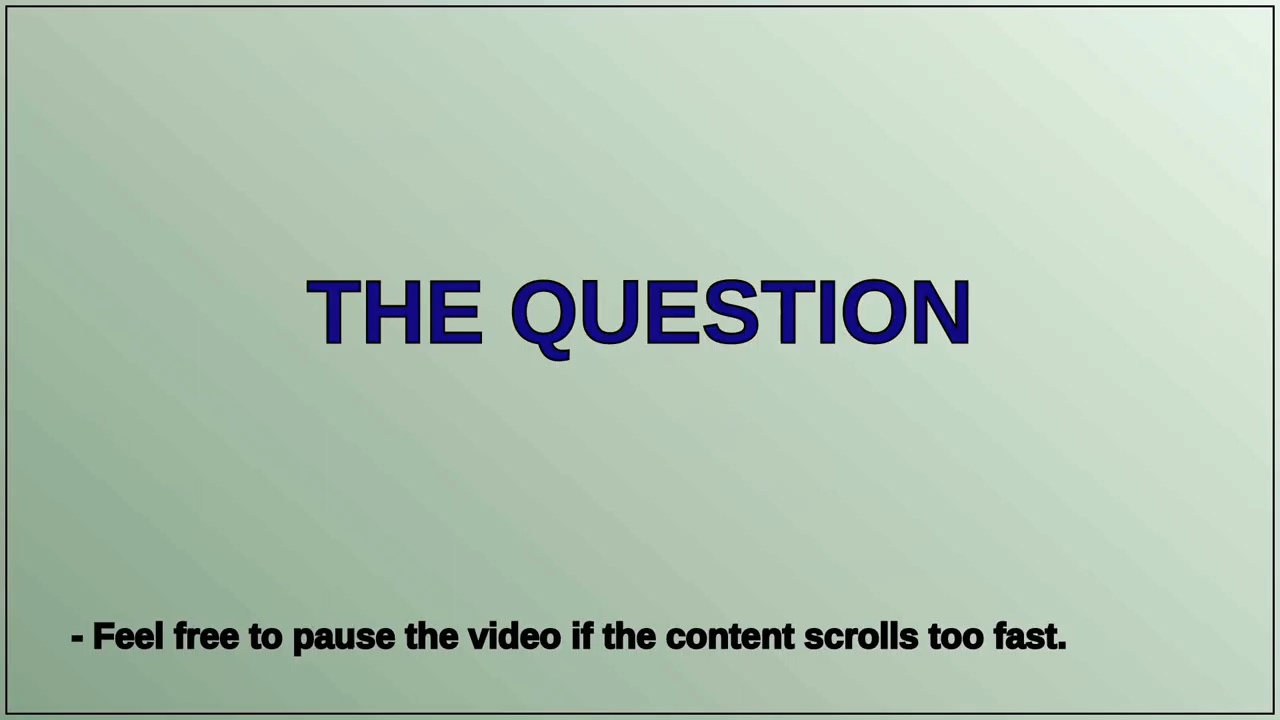 THE QUESTION
- Feel free to pause the video if the content scrolls too fast.